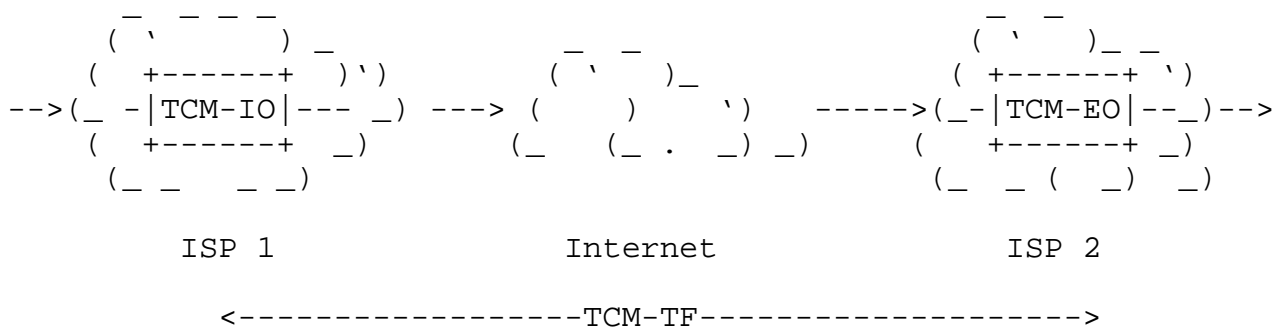 -->(_ -|TCM-IO|--- _) ---> ( ) `) ----->(_-|TCM-EO|--_)-->
ISP 1 Internet ISP 2
<------------------TCM-TF-------------------->